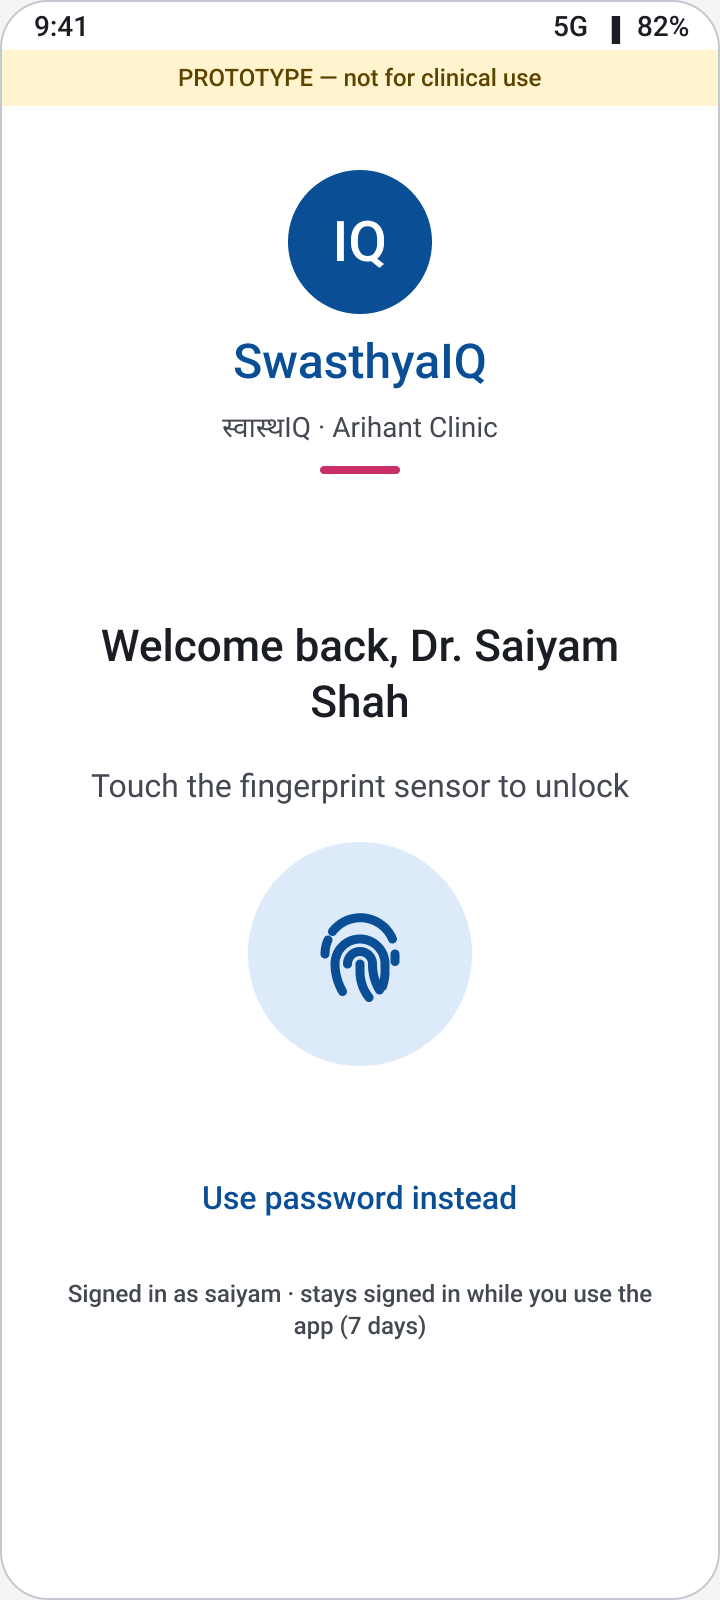 9:41 5G 82%
PROTOTYPE — not for clinical use
IQ
SwasthyaIQ
स्वास्थIQ · Arihant Clinic
Welcome back, Dr. Saiyam
Shah
Touch the fingerprint sensor to unlock
Use password instead
Signed in as saiyam · stays signed in while you use the
app (7 days)